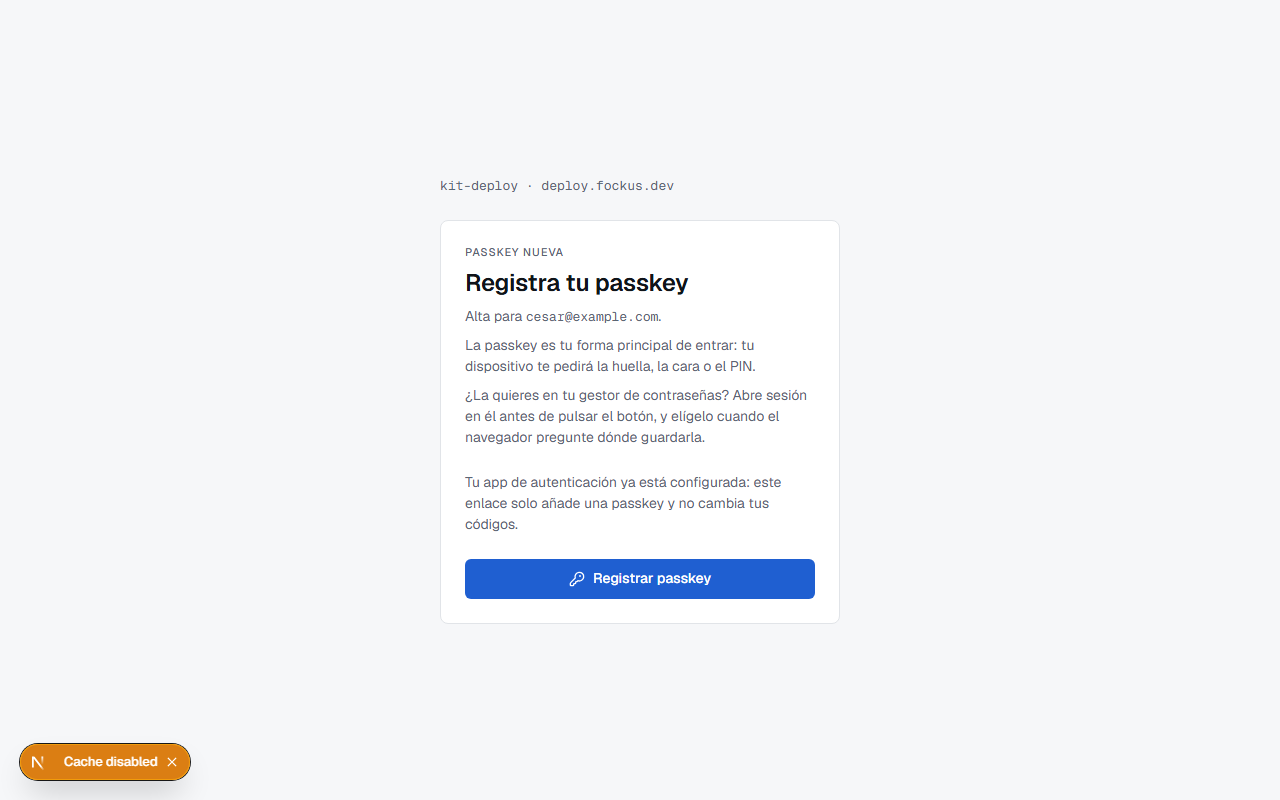 kit-deploy · deploy.fockus.dev
PASSKEY NUEVA
Registra tu passkey
Alta para cesar@example.com.
La passkey es tu forma principal de entrar: tu
dispositivo te pedirá la huella, la cara o el PIN.
¿La quieres en tu gestor de contraseñas? Abre sesión
en él antes de pulsar el botón, y elígelo cuando el
navegador pregunte dónde guardarla.
Tu app de autenticación ya está configurada: este
enlace solo añade una passkey y no cambia tus
códigos.
Registrar passkey
Cache disabled